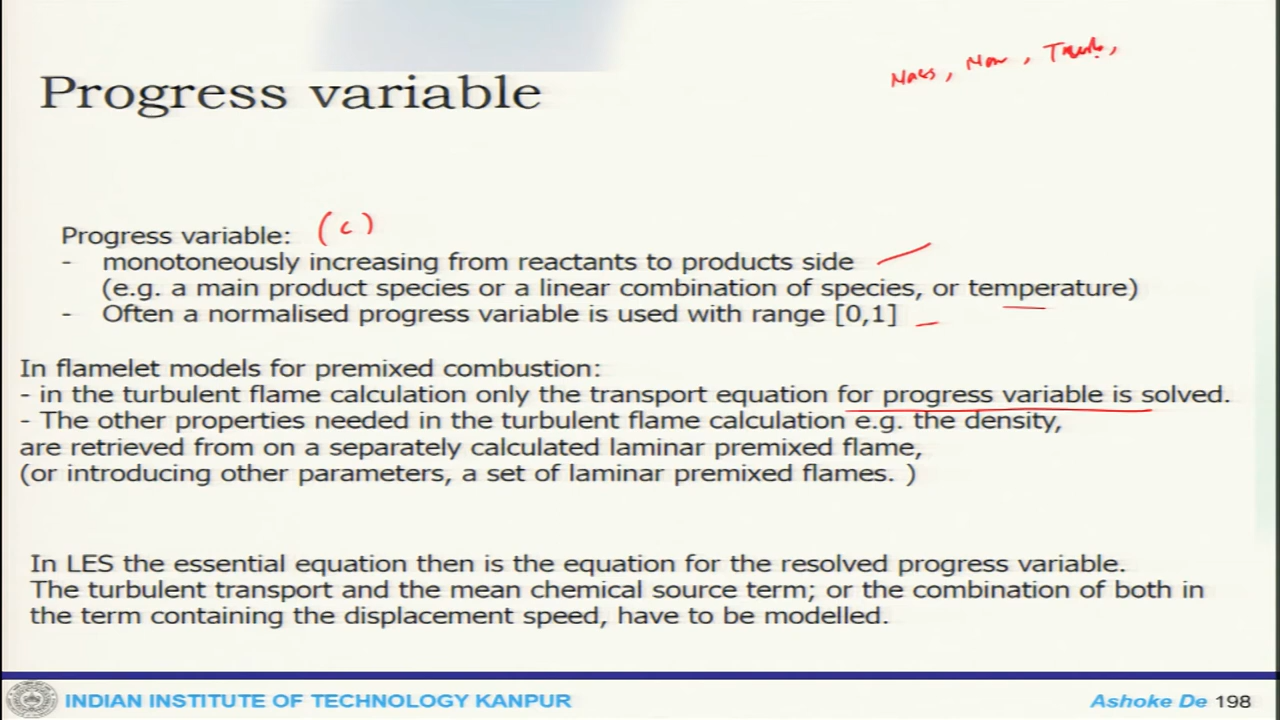 Mass, Mom, Turb,
Progress variable
Progress variable: (c)
- monotoneously increasing from reactants to products side
(e.g. a main product species or a linear combination of species, or temperature)
- Often a normalised progress variable is used with range [0,1]
In flamelet models for premixed combustion:
- in the turbulent flame calculation only the transport equation for progress variable is solved.
- The other properties needed in the turbulent flame calculation e.g. the density,
are retrieved from on a separately calculated laminar premixed flame,
(or introducing other parameters, a set of laminar premixed flames. )
In LES the essential equation then is the equation for the resolved progress variable.
The turbulent transport and the mean chemical source term; or the combination of both in
the term containing the displacement speed, have to be modelled.
INDIAN INSTITUTE OF TECHNOLOGY KANPUR
Ashoke De 198